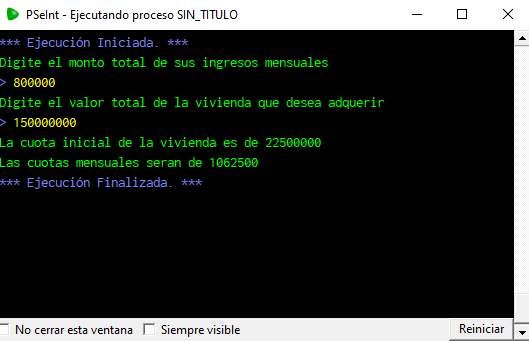 PSeInt - Ejecutando proceso SIN_TITULO
*** Ejecución Iniciada. ***
Digite el monto total de sus ingresos mensuales
> 800000
Digite el valor total de la vivienda que desea adquerir
> 150000000
La cuota inicial de la vivienda es de 22500000
Las cuotas mensuales seran de 1062500
*** Ejecución Finalizada. ***
No cerrar esta ventana
Siempre visible
Reiniciar